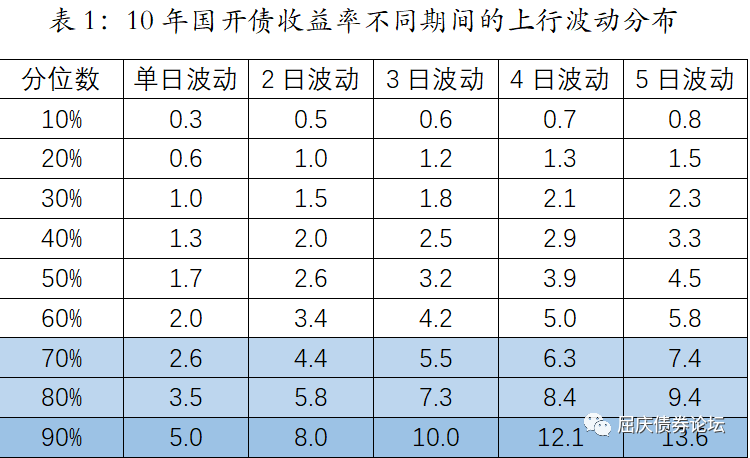 表 1：10 年国开债收益率不同期间的上行波动分布
分位数 单日波动 2 日波动 3 日波动 4 日波动 5 日波动
10% 0.3 0.5 0.6 0.7 0.8
20% 0.6 1.0 1.2 1.3 1.5
30% 1.0 1.5 1.8 2.1 2.3
40% 1.3 2.0 2.5 2.9 3.3
50% 1.7 2.6 3.2 3.9 4.5
60% 2.0 3.4 4.2 5.0 5.8
70% 2.6 4.4 5.5 6.3 7.4
80% 3.5 5.8 7.3 8.4 9.4
90% 5.0 8.0 10.0 12.1 13.6
屈庆债券论坛